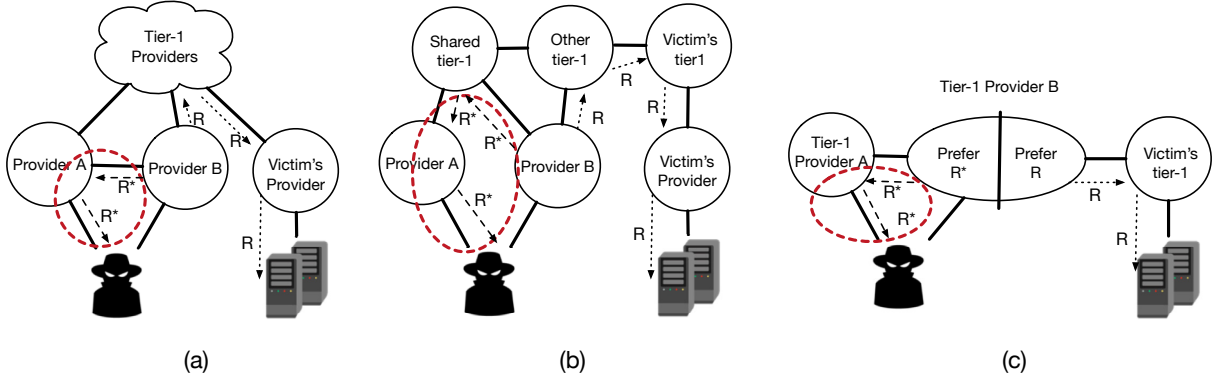 Tier-1
Providers
R
R
Provider A
Provider B
R*
Victim's
Provider
R*
R
(a)
Shared
tier-1
Other
tier-1
Victim's
tier1
R
R
R*
R*
R
Provider A
Provider B
Victim's
Provider
R*
R
(b)
Tier-1 Provider B
Tier-1
Provider A
Prefer
R*
Prefer
R
Victim's
tier-1
R*
R
R*
R
(c)